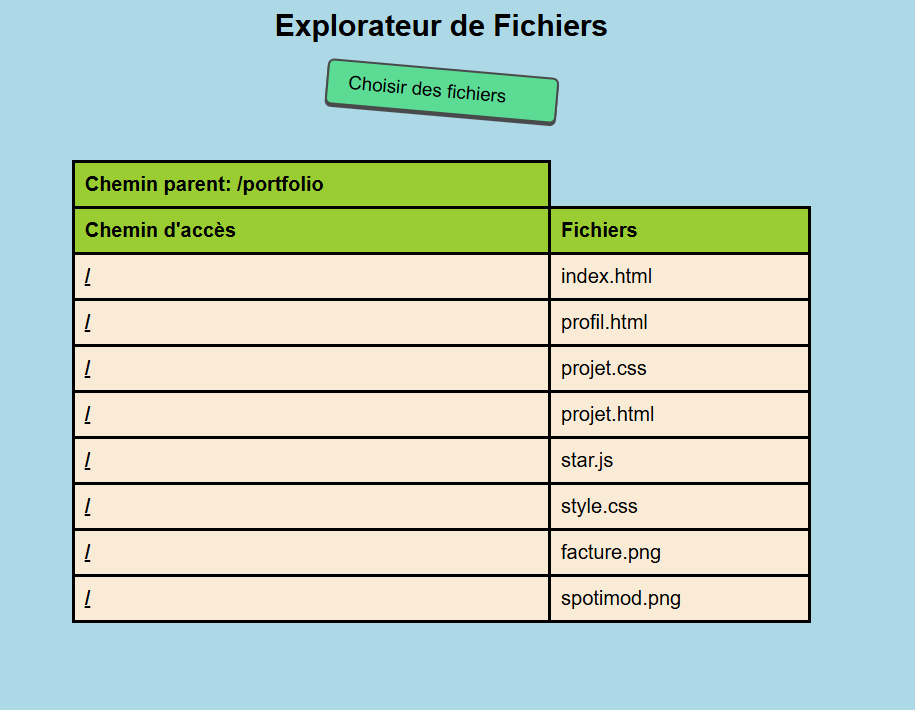 Explorateur de Fichiers
Choisir des fichiers
Chemin parent: /portfolio
Chemin d'accès Fichiers
/ index.html
/ profil.html
/ projet.css
/ projet.html
/ star.js
/ style.css
/ facture.png
/ spotimod.png